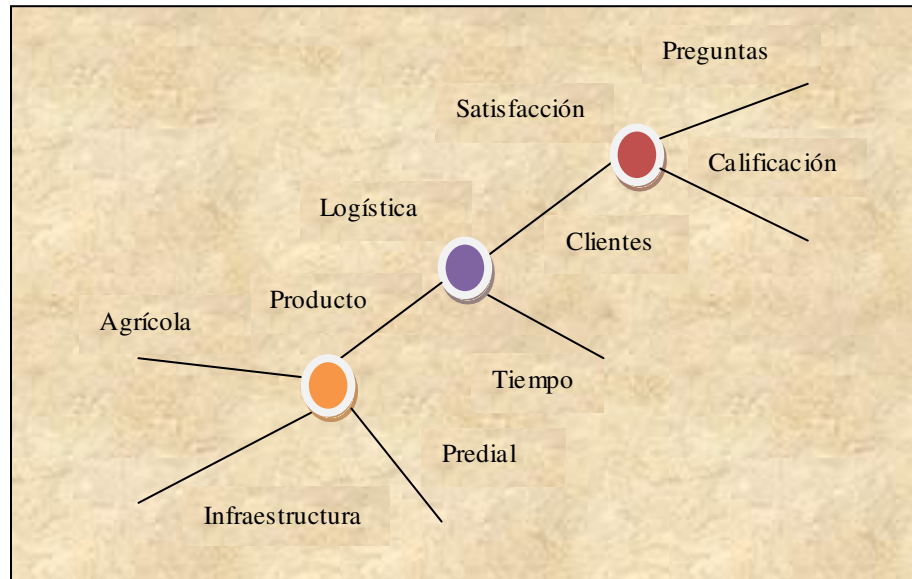 Preguntas
Satisfacción
Calificación
Logística
Clientes
Producto
Agrícola
Tiempo
Predial
Infraestructura